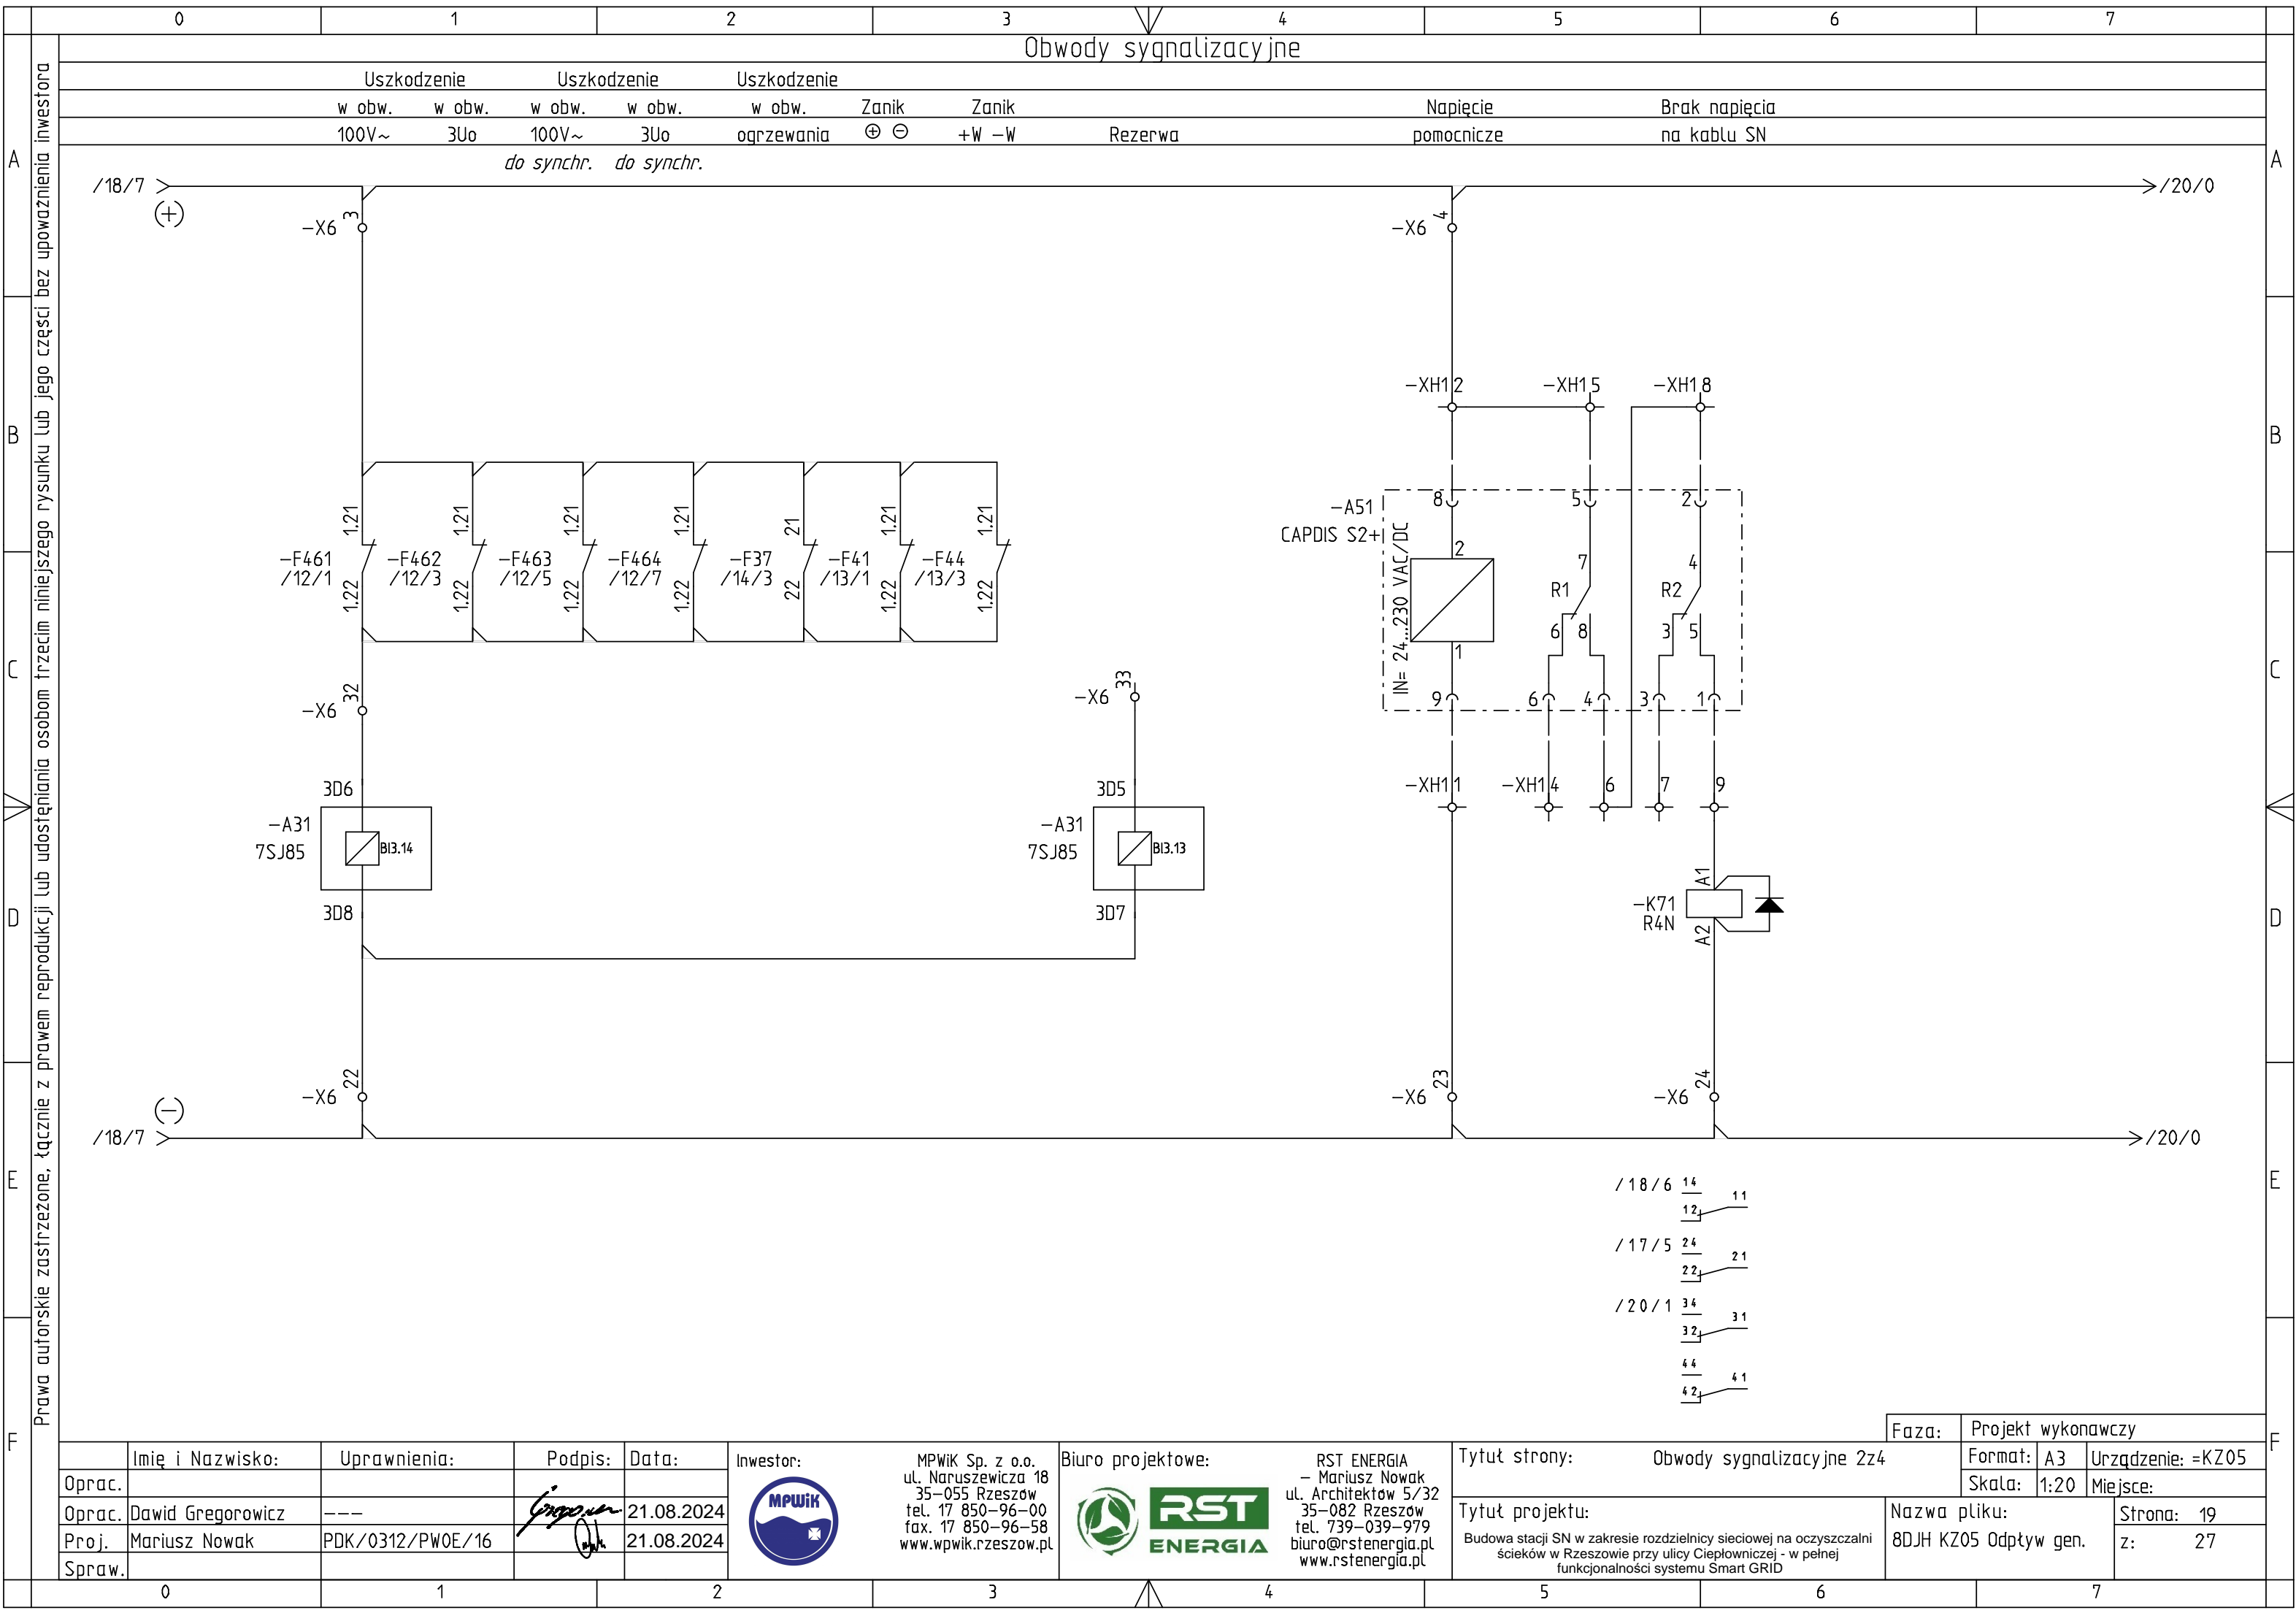 0 1 2 3 4 5 6 7
Obwody sygnalizacyjne
Uszkodzenie Uszkodzenie Uszkodzenie
w obw. w obw. w obw. w obw. w obw. Zanik Zanik Napięcie Brak napięcia
100V~ 3Uo 100V~ 3Uo ogrzewania ⊕ ⊖ +W −W Rezerwa pomocnicze na kablu SN
do synchr. do synchr.
A A
/18/7 /20/0
(+)
−X6 3 −X6 4
−XH1 2 −XH1 5 −XH1 8
B B
−A51
CAPDIS S2+
IN= 24...230 VAC/DC
8 5 2
1.21 1.21 1.21 1.21 21 1.21 1.21
−F461 −F462 −F463 −F464 −F37 −F41 −F44
/12/1 /12/3 /12/5 /12/7 /14/3 /13/1 /13/3
1.22 1.22 1.22 1.22 22 1.22 1.22
2 7 4
R1 R2
6 8 3 5
1
C C
9 6 4 3 1
−X6 32 −X6 33
−XH1 1 −XH1 4 6 7 9
3D6 3D5
−A31 −A31
7SJ85 BI3.14 7SJ85 BI3.13
3D8 3D7
D D
A1
−K71
R4N
A2
−X6 22 −X6 23 −X6 24
(−)
/18/7 /20/0
E E
/18/6 14 11
12
/17/5 24 21
22
/20/1 34 31
32
44 41
42
F F
Prawa autorskie zastrzeżone, łącznie z prawem reprodukcji lub udostęniania osobom trzecim niniejszego rysunku lub jego części bez upoważnienia inwestora
Faza: Projekt wykonawczy
Imię i Nazwisko: Uprawnienia: Podpis: Data:
Oprac.
Oprac. Dawid Gregorowicz −−− 21.08.2024
Proj. Mariusz Nowak PDK/0312/PWOE/16 21.08.2024
Spraw.
Inwestor:
MPWiK
MPWiK Sp. z o.o.
ul. Naruszewicza 18
35−055 Rzeszów
tel. 17 850−96−00
fax. 17 850−96−58
www.wpwik.rzeszow.pl
Biuro projektowe:
RST
ENERGIA
RST ENERGIA
− Mariusz Nowak
ul. Architektów 5/32
35−082 Rzeszów
tel. 739−039−979
biuro@rstenergia.pl
www.rstenergia.pl
Tytuł strony: Obwody sygnalizacyjne 2z4
Tytuł projektu:
Budowa stacji SN w zakresie rozdzielnicy sieciowej na oczyszczalni
ścieków w Rzeszowie przy ulicy Ciepłowniczej - w pełnej
funkcjonalności systemu Smart GRID
Format: A3 Urządzenie: =KZ05
Skala: 1:20 Miejsce:
Nazwa pliku:
8DJH KZ05 Odpływ gen.
Strona: 19
z: 27
0 1 2 3 4 5 6 7